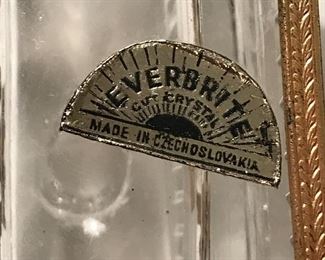 EVERBRITE
CUT CRYSTAL
MADE IN CZECHOSLOVAKIA